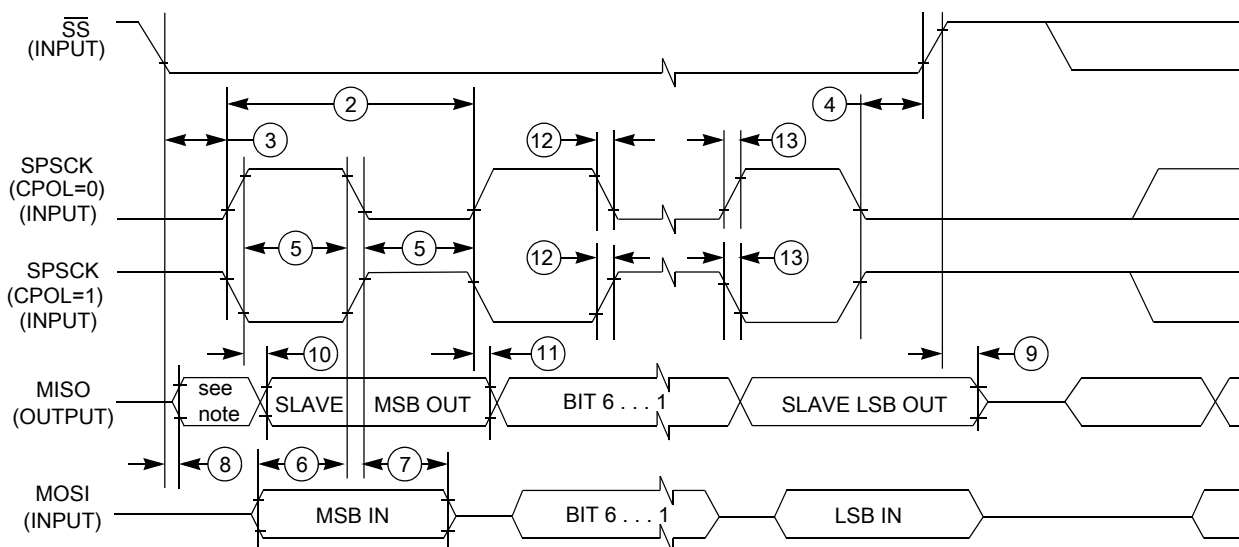 SS
(INPUT)
2
4
3
12
13
SPSCK
(CPOL=0)
(INPUT)
5
5
12
13
SPSCK
(CPOL=1)
(INPUT)
10
11
9
MISO
(OUTPUT)
see
note
SLAVE
MSB OUT
BIT 6 . . . 1
SLAVE LSB OUT
8
6
7
MOSI
(INPUT)
MSB IN
BIT 6 . . . 1
LSB IN